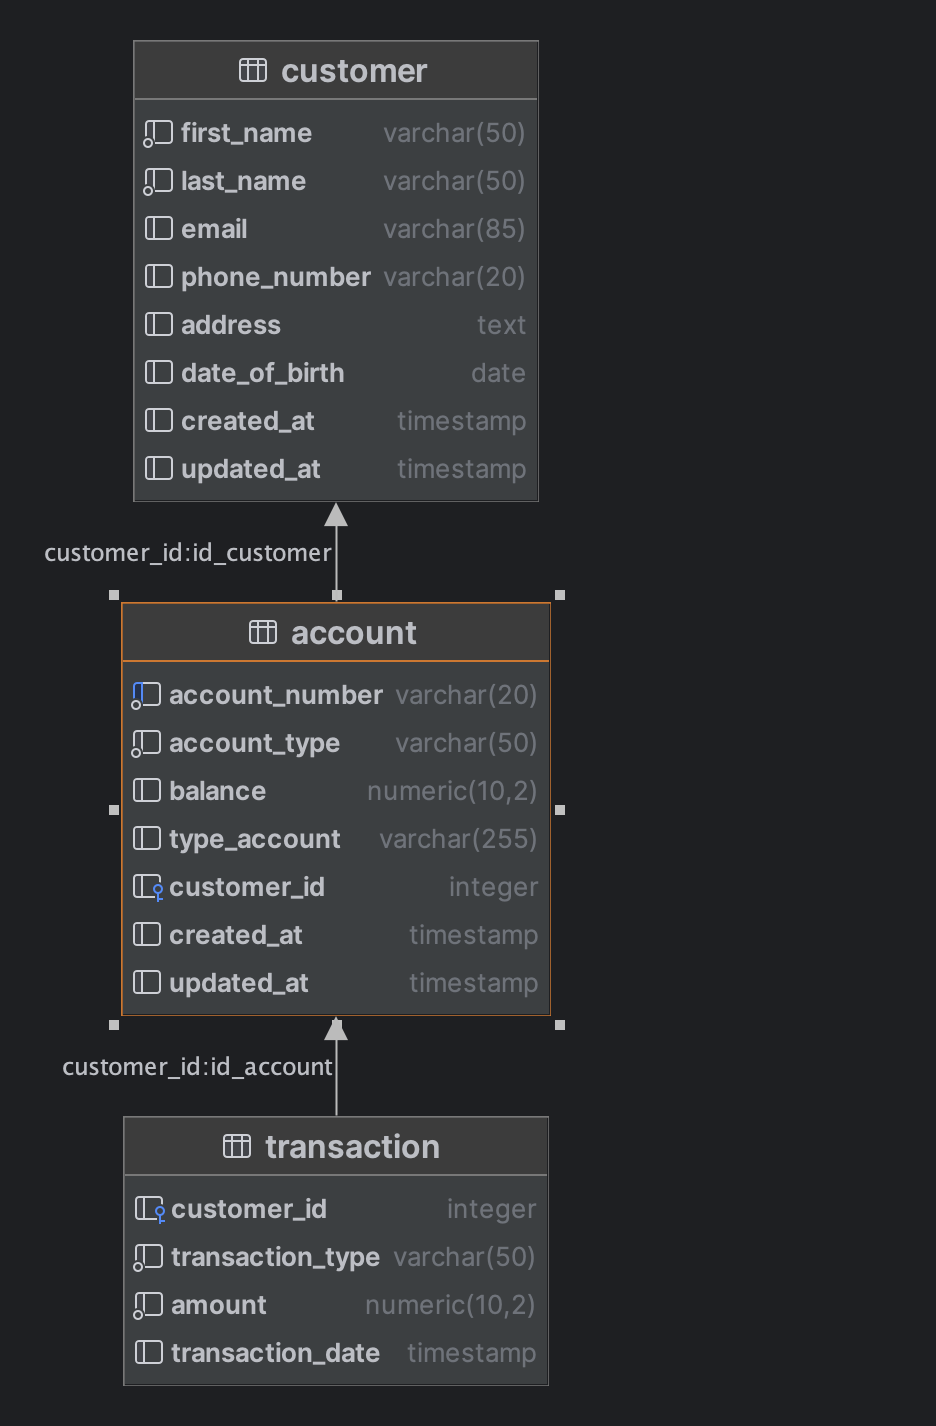 customer
first_name varchar(50)
last_name varchar(50)
email varchar(85)
phone_number varchar(20)
address text
date_of_birth date
created_at timestamp
updated_at timestamp
customer_id:id_customer
account
account_number varchar(20)
account_type varchar(50)
balance numeric(10,2)
type_account varchar(255)
customer_id integer
created_at timestamp
updated_at timestamp
customer_id:id_account
transaction
customer_id integer
transaction_type varchar(50)
amount numeric(10,2)
transaction_date timestamp